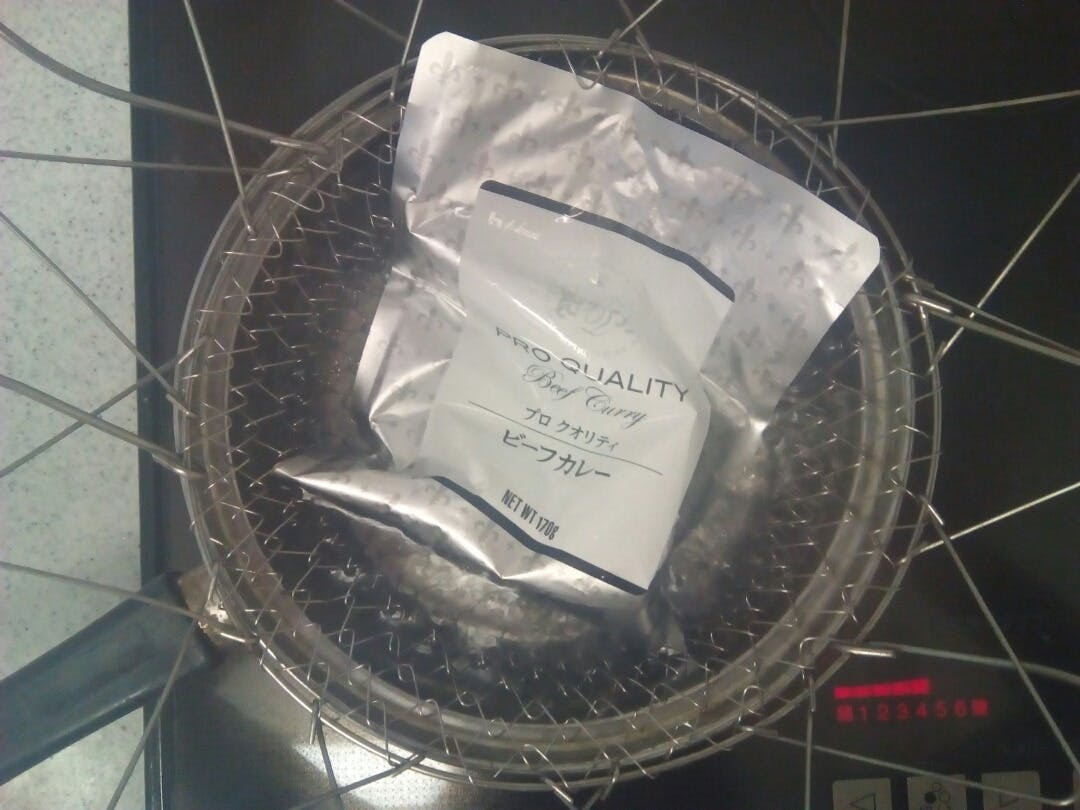 PRO QUALITY
Beef Curry
プロ クオリティ
ビーフカレー
NET WT 170g
123456